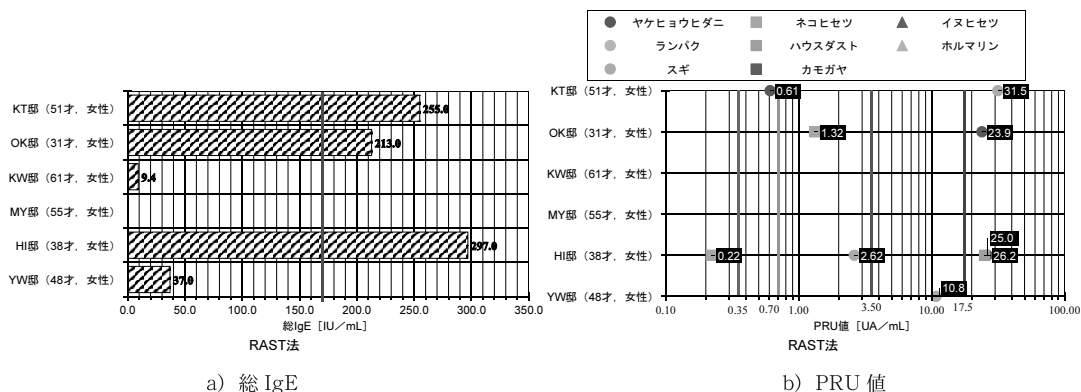 ヤケヒョウヒダニ ネコヒセツ イヌヒセツ
ランパク ハウスダスト ホルマリン
スギ カモガヤ
KT邸（51才，女性） 255.0
OK邸（31才，女性） 213.0
KW邸（61才，女性） 9.4
MY邸（55才，女性）
HI邸（38才，女性） 297.0
YW邸（48才，女性） 37.0
0.0 50.0 100.0 150.0 200.0 250.0 300.0 350.0
総IgE［IU／mL］
RAST法
a) 総 IgE
KT邸（51才，女性） 0.61 31.5
OK邸（31才，女性） 1.32 23.9
KW邸（61才，女性）
MY邸（55才，女性）
25.0
HI邸（38才，女性） 0.22 2.62 26.2
YW邸（48才，女性） 10.8
0.10 0.35 0.70 1.00 3.50 10.00 17.5 100.00
PRU値［UA／mL］
RAST法
b) PRU 値